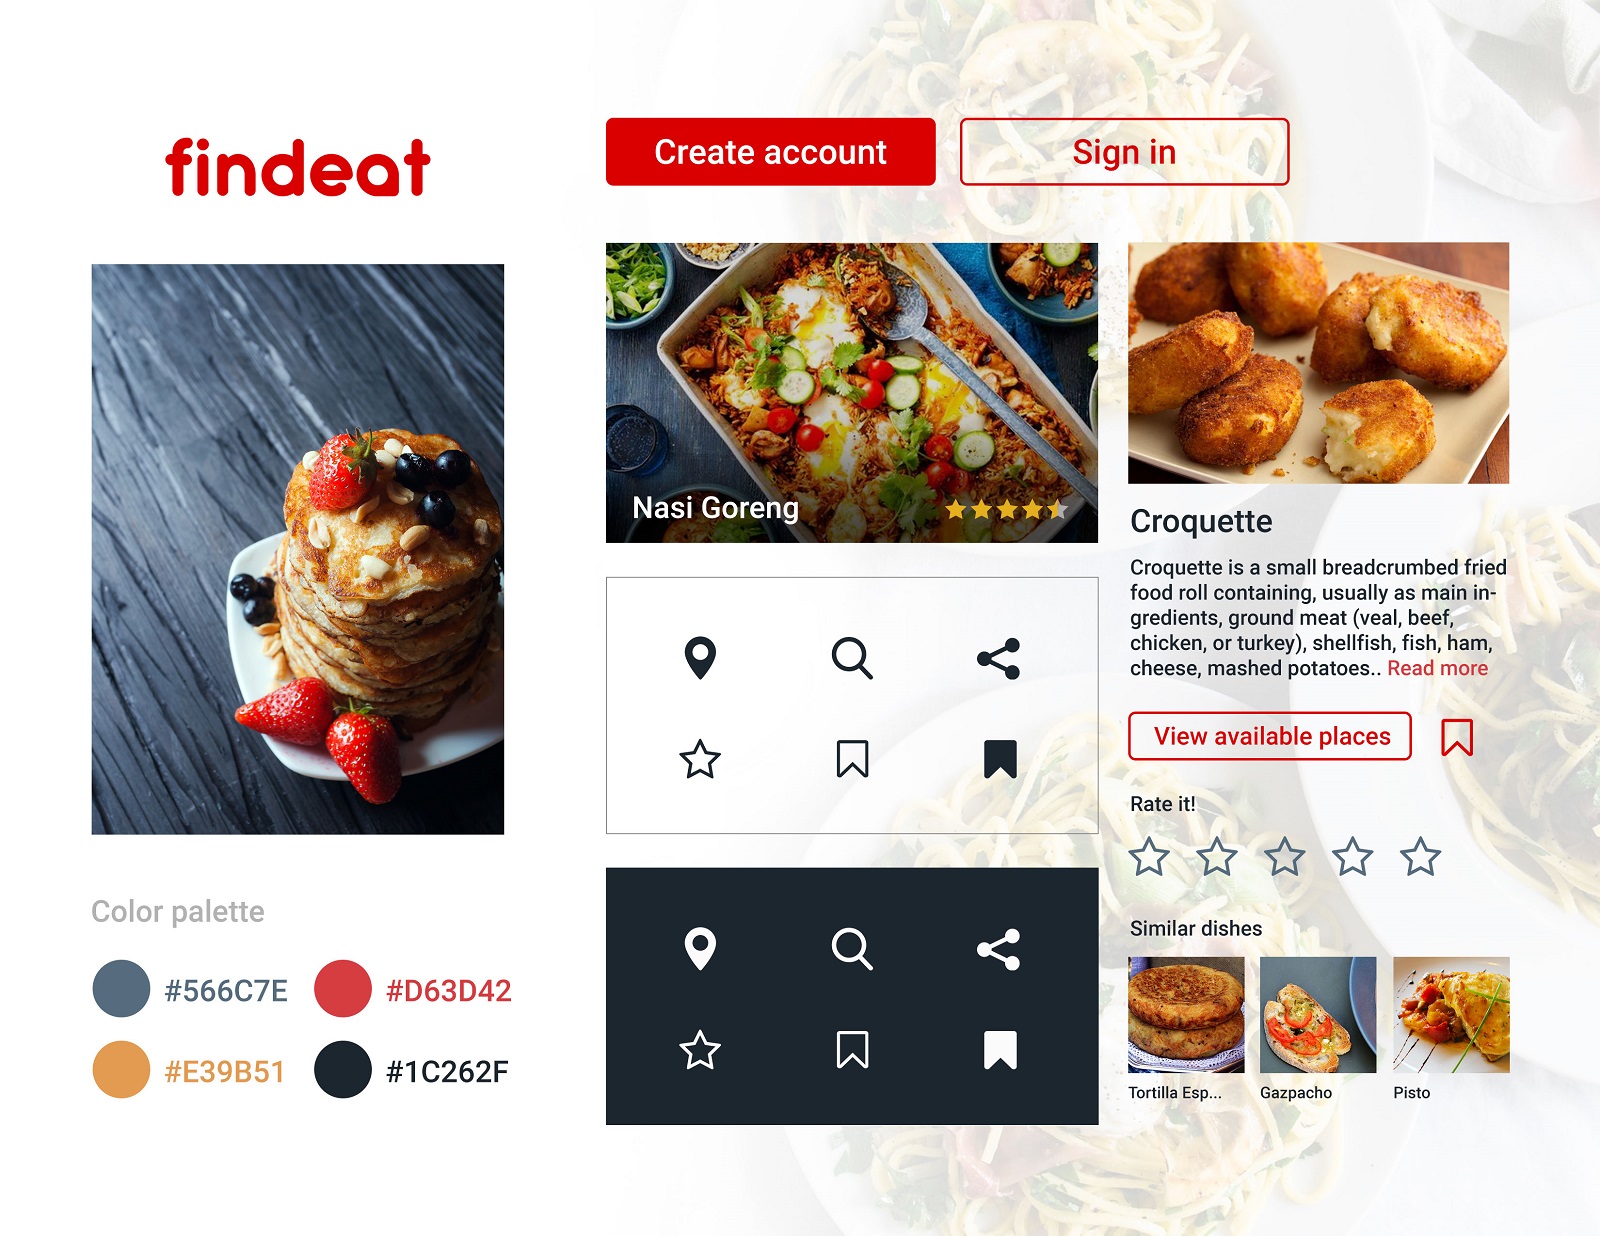 findeat
Create account
Sign in
Nasi Goreng
Croquette
Croquette is a small breadcrumbed fried
food roll containing, usually as main in-
gredients, ground meat (veal, beef,
chicken, or turkey), shellfish, fish, ham,
cheese, mashed potatoes.. Read more
View available places
Rate it!
Similar dishes
Tortilla Esp...
Gazpacho
Pisto
Color palette
#566C7E
#D63D42
#E39B51
#1C262F